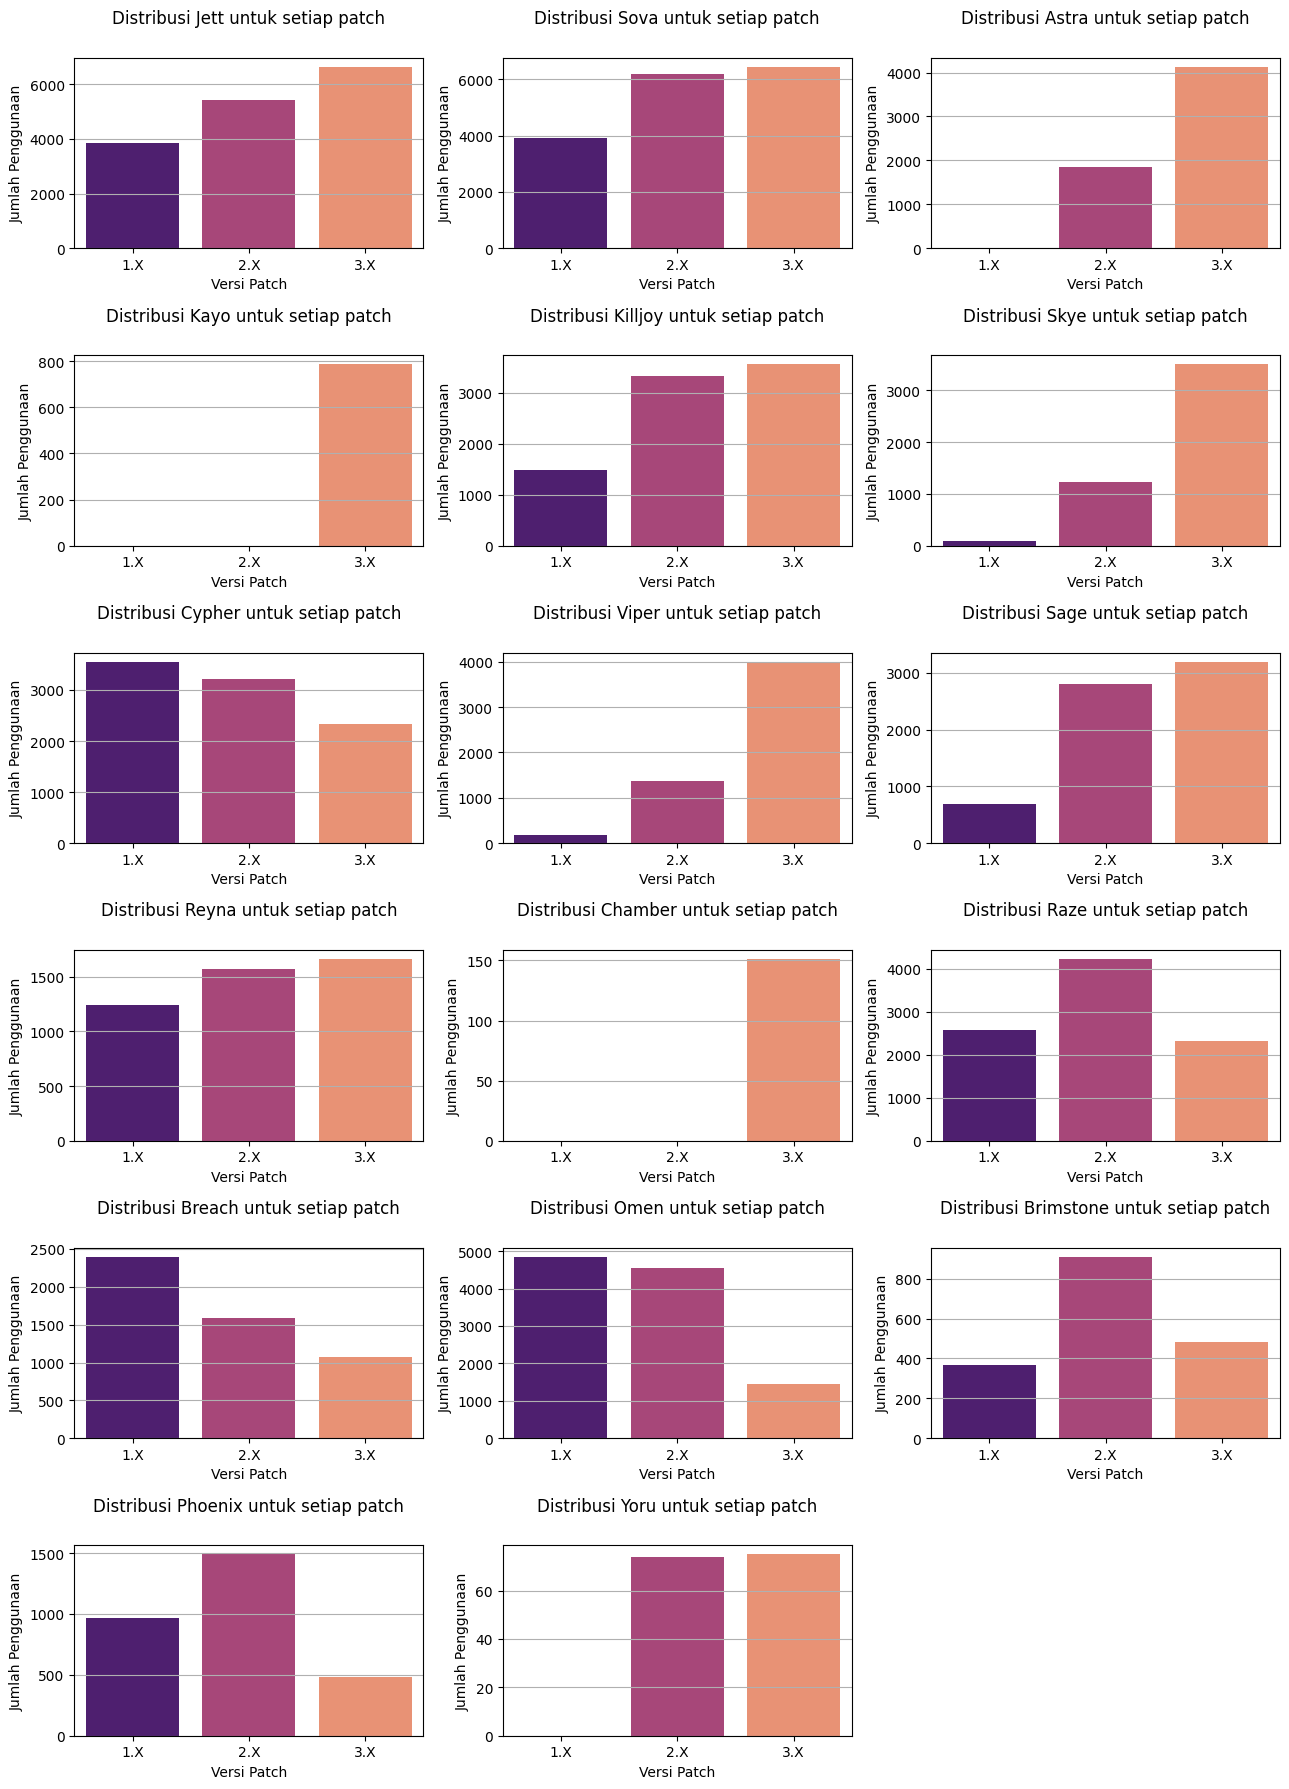 Distribusi Jett untuk setiap patch
Jumlah Penggunaan
6000
4000
2000
0
1.X 2.X 3.X
Versi Patch
Distribusi Sova untuk setiap patch
Jumlah Penggunaan
6000
4000
2000
0
1.X 2.X 3.X
Versi Patch
Distribusi Astra untuk setiap patch
Jumlah Penggunaan
4000
3000
2000
1000
0
1.X 2.X 3.X
Versi Patch
Distribusi Kayo untuk setiap patch
Jumlah Penggunaan
800
600
400
200
0
1.X 2.X 3.X
Versi Patch
Distribusi Killjoy untuk setiap patch
Jumlah Penggunaan
3000
2000
1000
0
1.X 2.X 3.X
Versi Patch
Distribusi Skye untuk setiap patch
Jumlah Penggunaan
3000
2000
1000
0
1.X 2.X 3.X
Versi Patch
Distribusi Cypher untuk setiap patch
Jumlah Penggunaan
3000
2000
1000
0
1.X 2.X 3.X
Versi Patch
Distribusi Viper untuk setiap patch
Jumlah Penggunaan
4000
3000
2000
1000
0
1.X 2.X 3.X
Versi Patch
Distribusi Sage untuk setiap patch
Jumlah Penggunaan
3000
2000
1000
0
1.X 2.X 3.X
Versi Patch
Distribusi Reyna untuk setiap patch
Jumlah Penggunaan
1500
1000
500
0
1.X 2.X 3.X
Versi Patch
Distribusi Chamber untuk setiap patch
Jumlah Penggunaan
150
100
50
0
1.X 2.X 3.X
Versi Patch
Distribusi Raze untuk setiap patch
Jumlah Penggunaan
4000
3000
2000
1000
0
1.X 2.X 3.X
Versi Patch
Distribusi Breach untuk setiap patch
Jumlah Penggunaan
2500
2000
1500
1000
500
0
1.X 2.X 3.X
Versi Patch
Distribusi Omen untuk setiap patch
Jumlah Penggunaan
5000
4000
3000
2000
1000
0
1.X 2.X 3.X
Versi Patch
Distribusi Brimstone untuk setiap patch
Jumlah Penggunaan
800
600
400
200
0
1.X 2.X 3.X
Versi Patch
Distribusi Phoenix untuk setiap patch
Jumlah Penggunaan
1500
1000
500
0
1.X 2.X 3.X
Versi Patch
Distribusi Yoru untuk setiap patch
Jumlah Penggunaan
60
40
20
0
1.X 2.X 3.X
Versi Patch